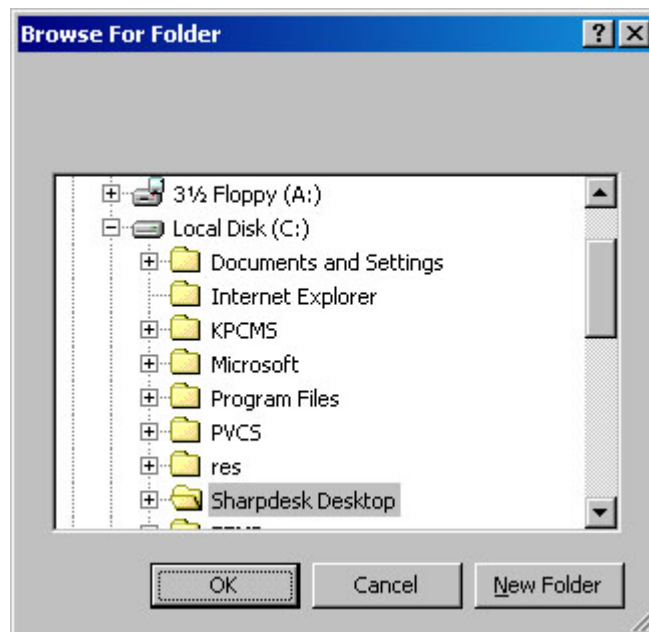 Browse For Folder
3½ Floppy (A:)
Local Disk (C:)
Documents and Settings
Internet Explorer
KPCMS
Microsoft
Program Files
PVCS
res
Sharpdesk Desktop
OK Cancel New Folder